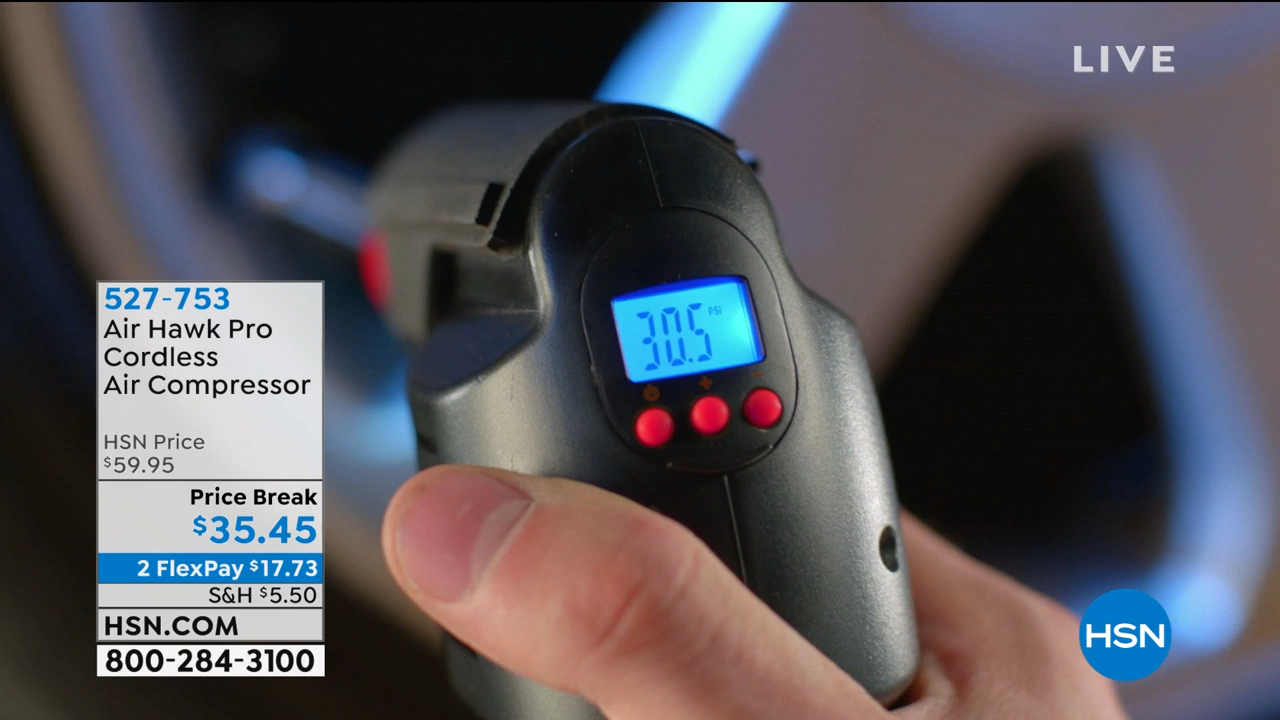 LIVE
527-753
Air Hawk Pro
Cordless
Air Compressor
HSN Price
$59.95
Price Break
$35.45
2 FlexPay $17.73
S&H $5.50
HSN.COM
800-284-3100
30.5 PSI
+
-
HSN